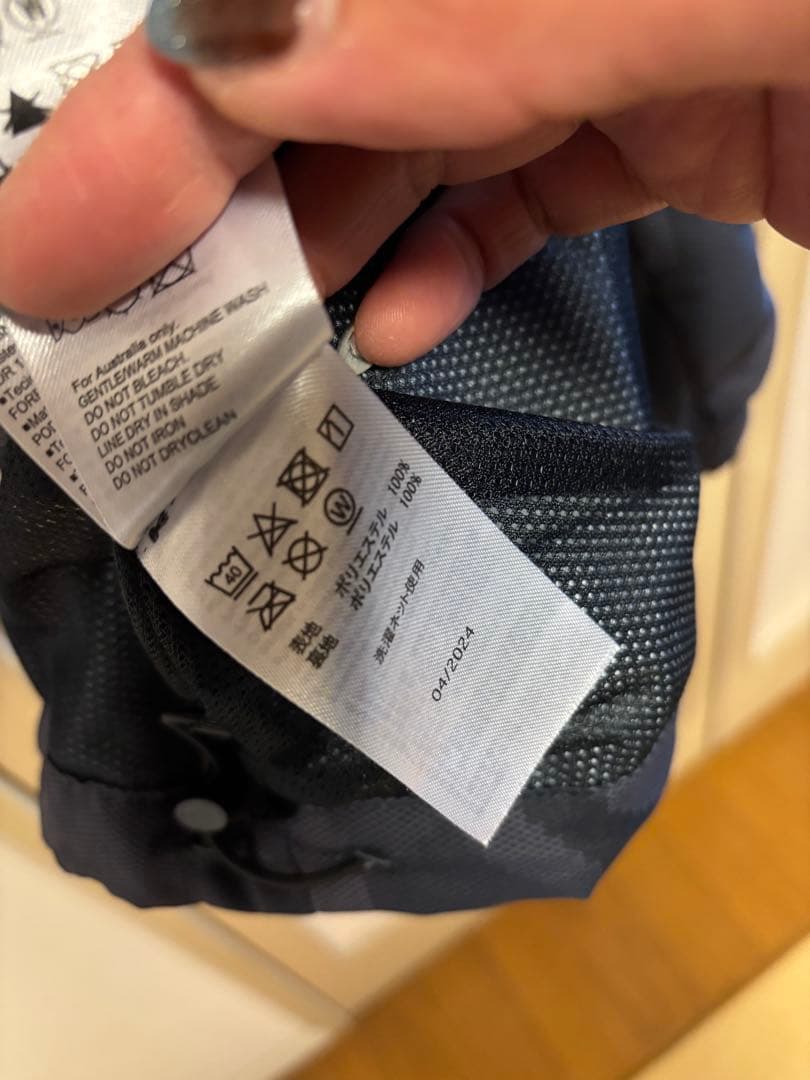 For Australia only.
GENTLE/WARM MACHINE WASH
DO NOT BLEACH.
DO NOT TUMBLE DRY
LINE DRY IN SHADE
DO NOT IRON
DO NOT DRYCLEAN
40
W
表地 ポリエステル 100%
裏地 ポリエステル 100%
洗濯ネット使用
04/2024